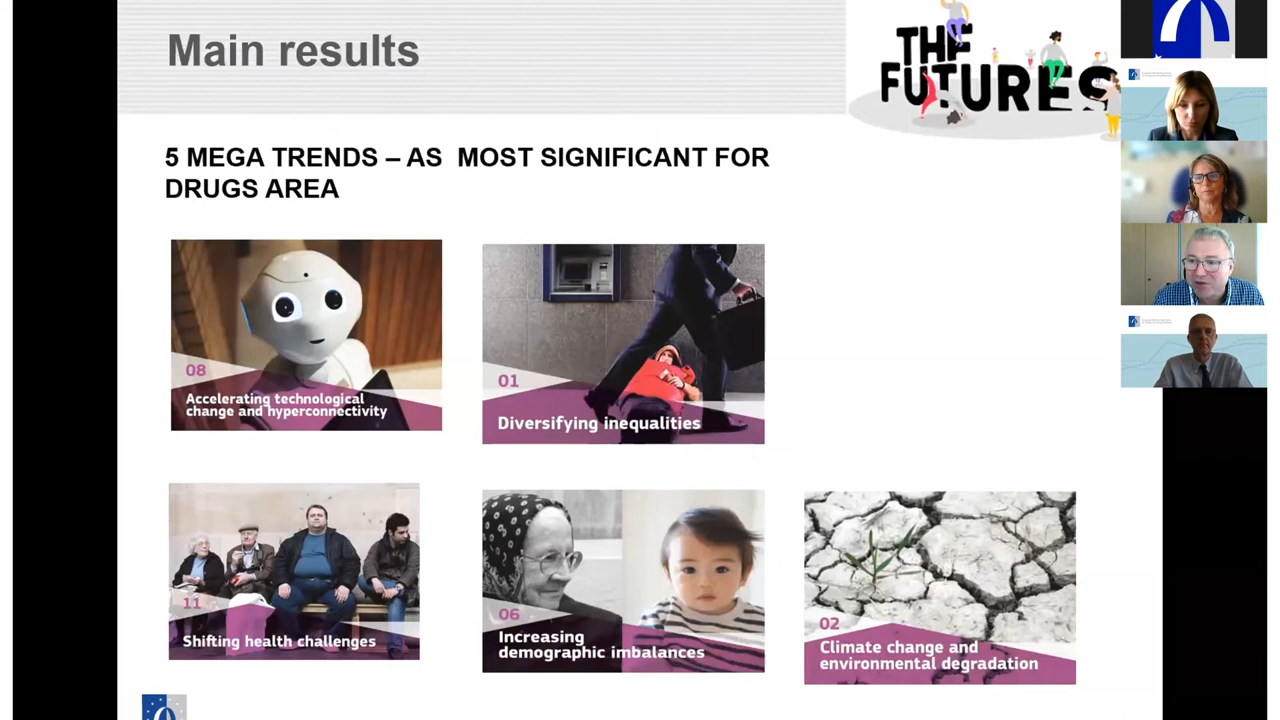 Main results
THE
FUTURES
5 MEGA TRENDS – AS MOST SIGNIFICANT FOR
DRUGS AREA
08
Accelerating technological
change and hyperconnectivity
01
Diversifying inequalities
11
Shifting health challenges
06
Increasing
demographic imbalances
02
Climate change and
environmental degradation